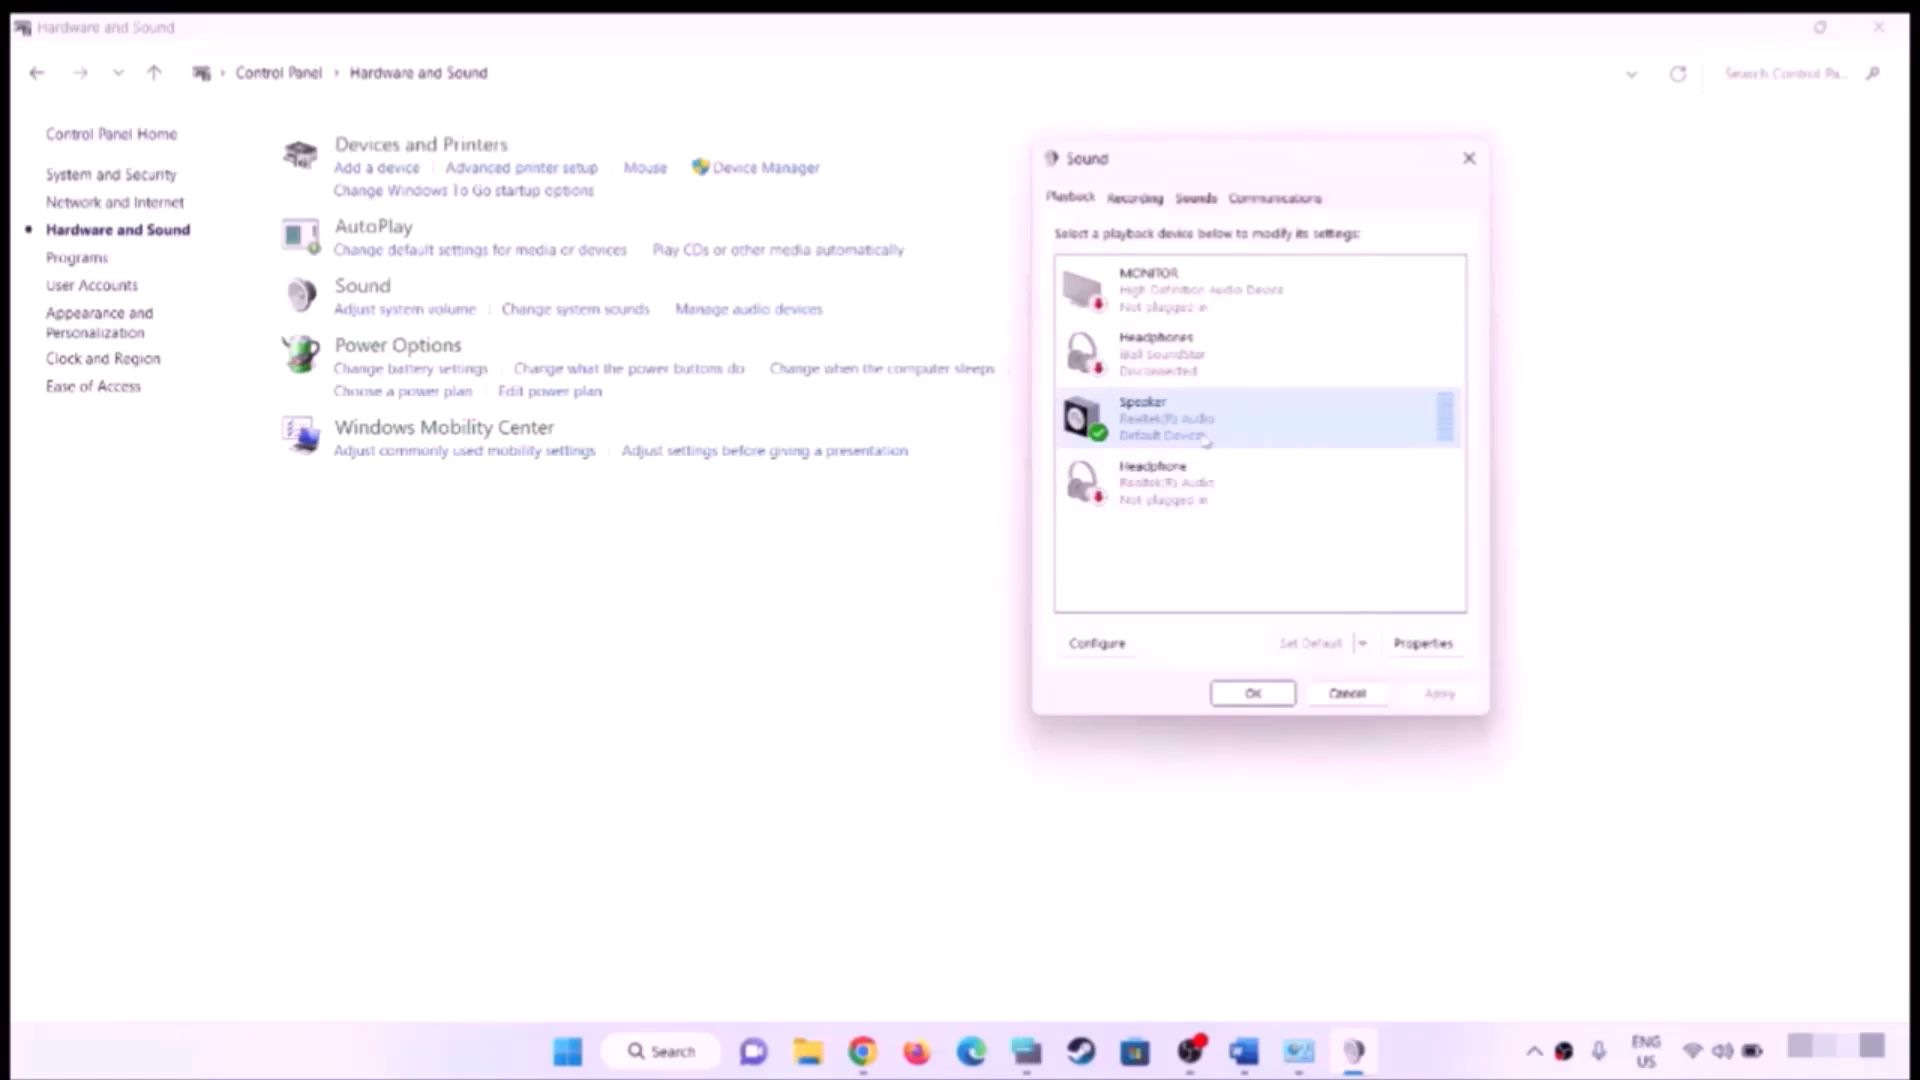 Hardware and Sound
Control Panel › Hardware and Sound
Search Control Pa...
Control Panel Home
System and Security
Network and Internet
Hardware and Sound
Programs
User Accounts
Appearance and
Personalization
Clock and Region
Ease of Access
Devices and Printers
Add a device Advanced printer setup Mouse Device Manager
Change Windows To Go startup options
AutoPlay
Change default settings for media or devices Play CDs or other media automatically
Sound
Adjust system volume Change system sounds Manage audio devices
Power Options
Change battery settings Change what the power buttons do Change when the computer sleeps
Choose a power plan Edit power plan
Windows Mobility Center
Adjust commonly used mobility settings Adjust settings before giving a presentation
Sound
Playback Recording Sounds Communications
Select a playback device below to modify its settings:
MONITOR
High Definition Audio Device
Not plugged in
Headphones
iBall SoundStar
Disconnected
Speaker
Realtek(R) Audio
Default Device
Headphone
Realtek(R) Audio
Not plugged in
Configure Set Default Properties
OK Cancel Apply
Search
ENG
US